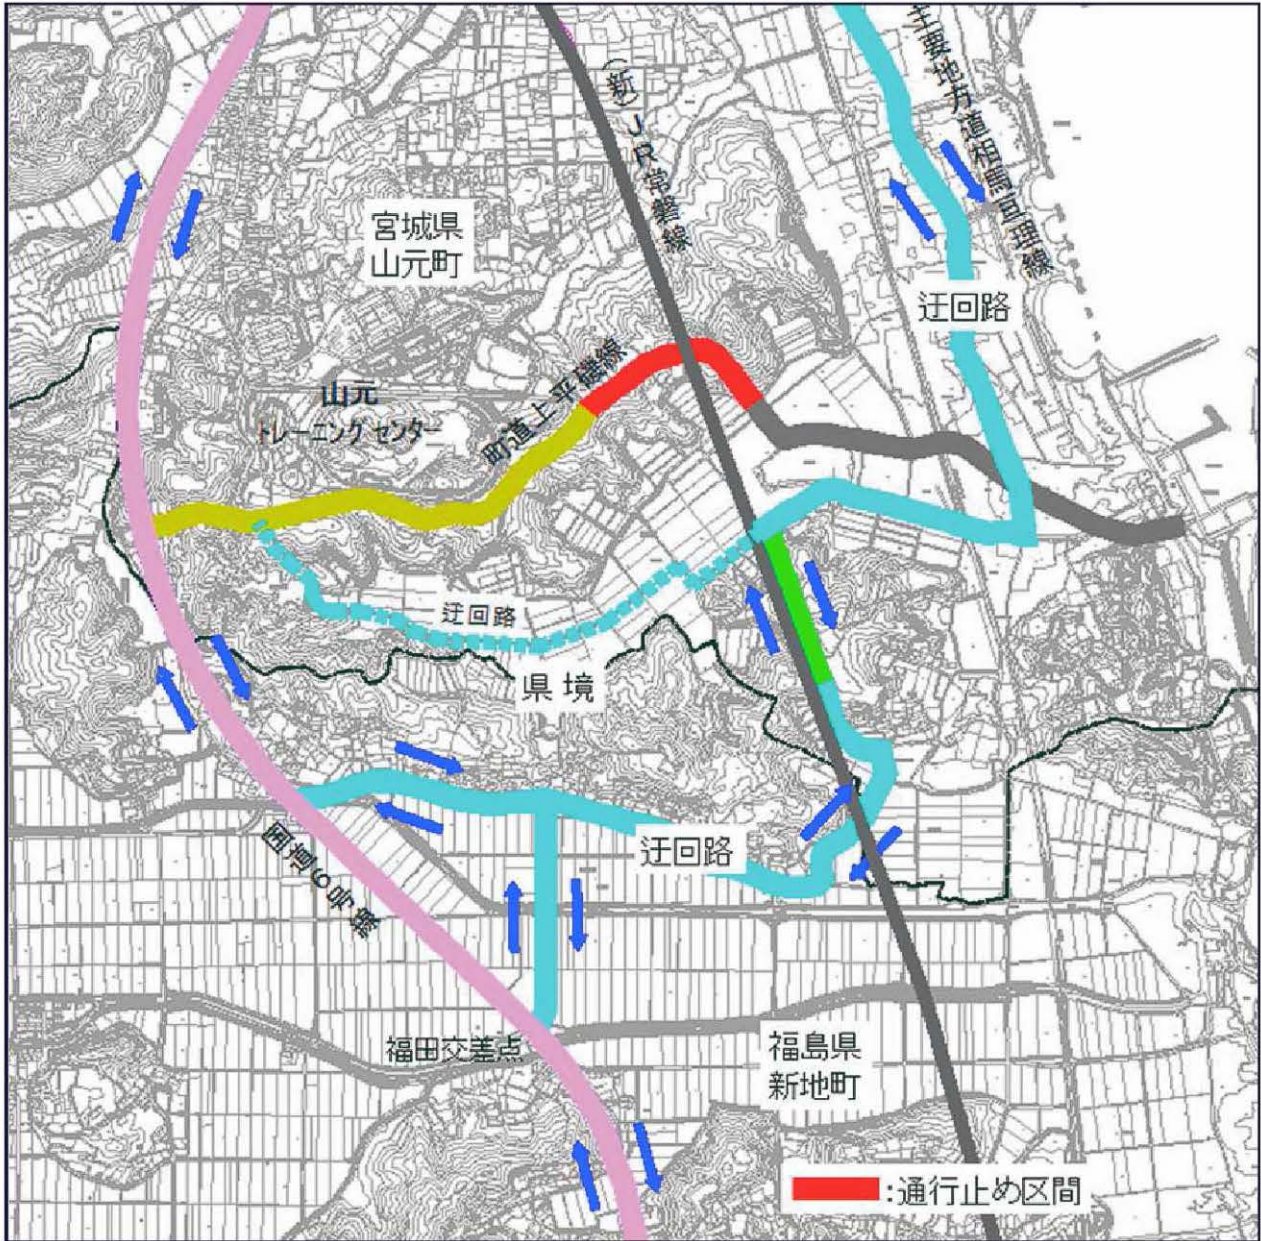 主要地方道相馬亘理線
(新)JR常磐線
宮城県
山元町
迂回路
山元
トレーニングセンター
町道上平磯線
迂回路
県境
迂回路
国道6号線
福田交差点
福島県
新地町
:通行止め区間